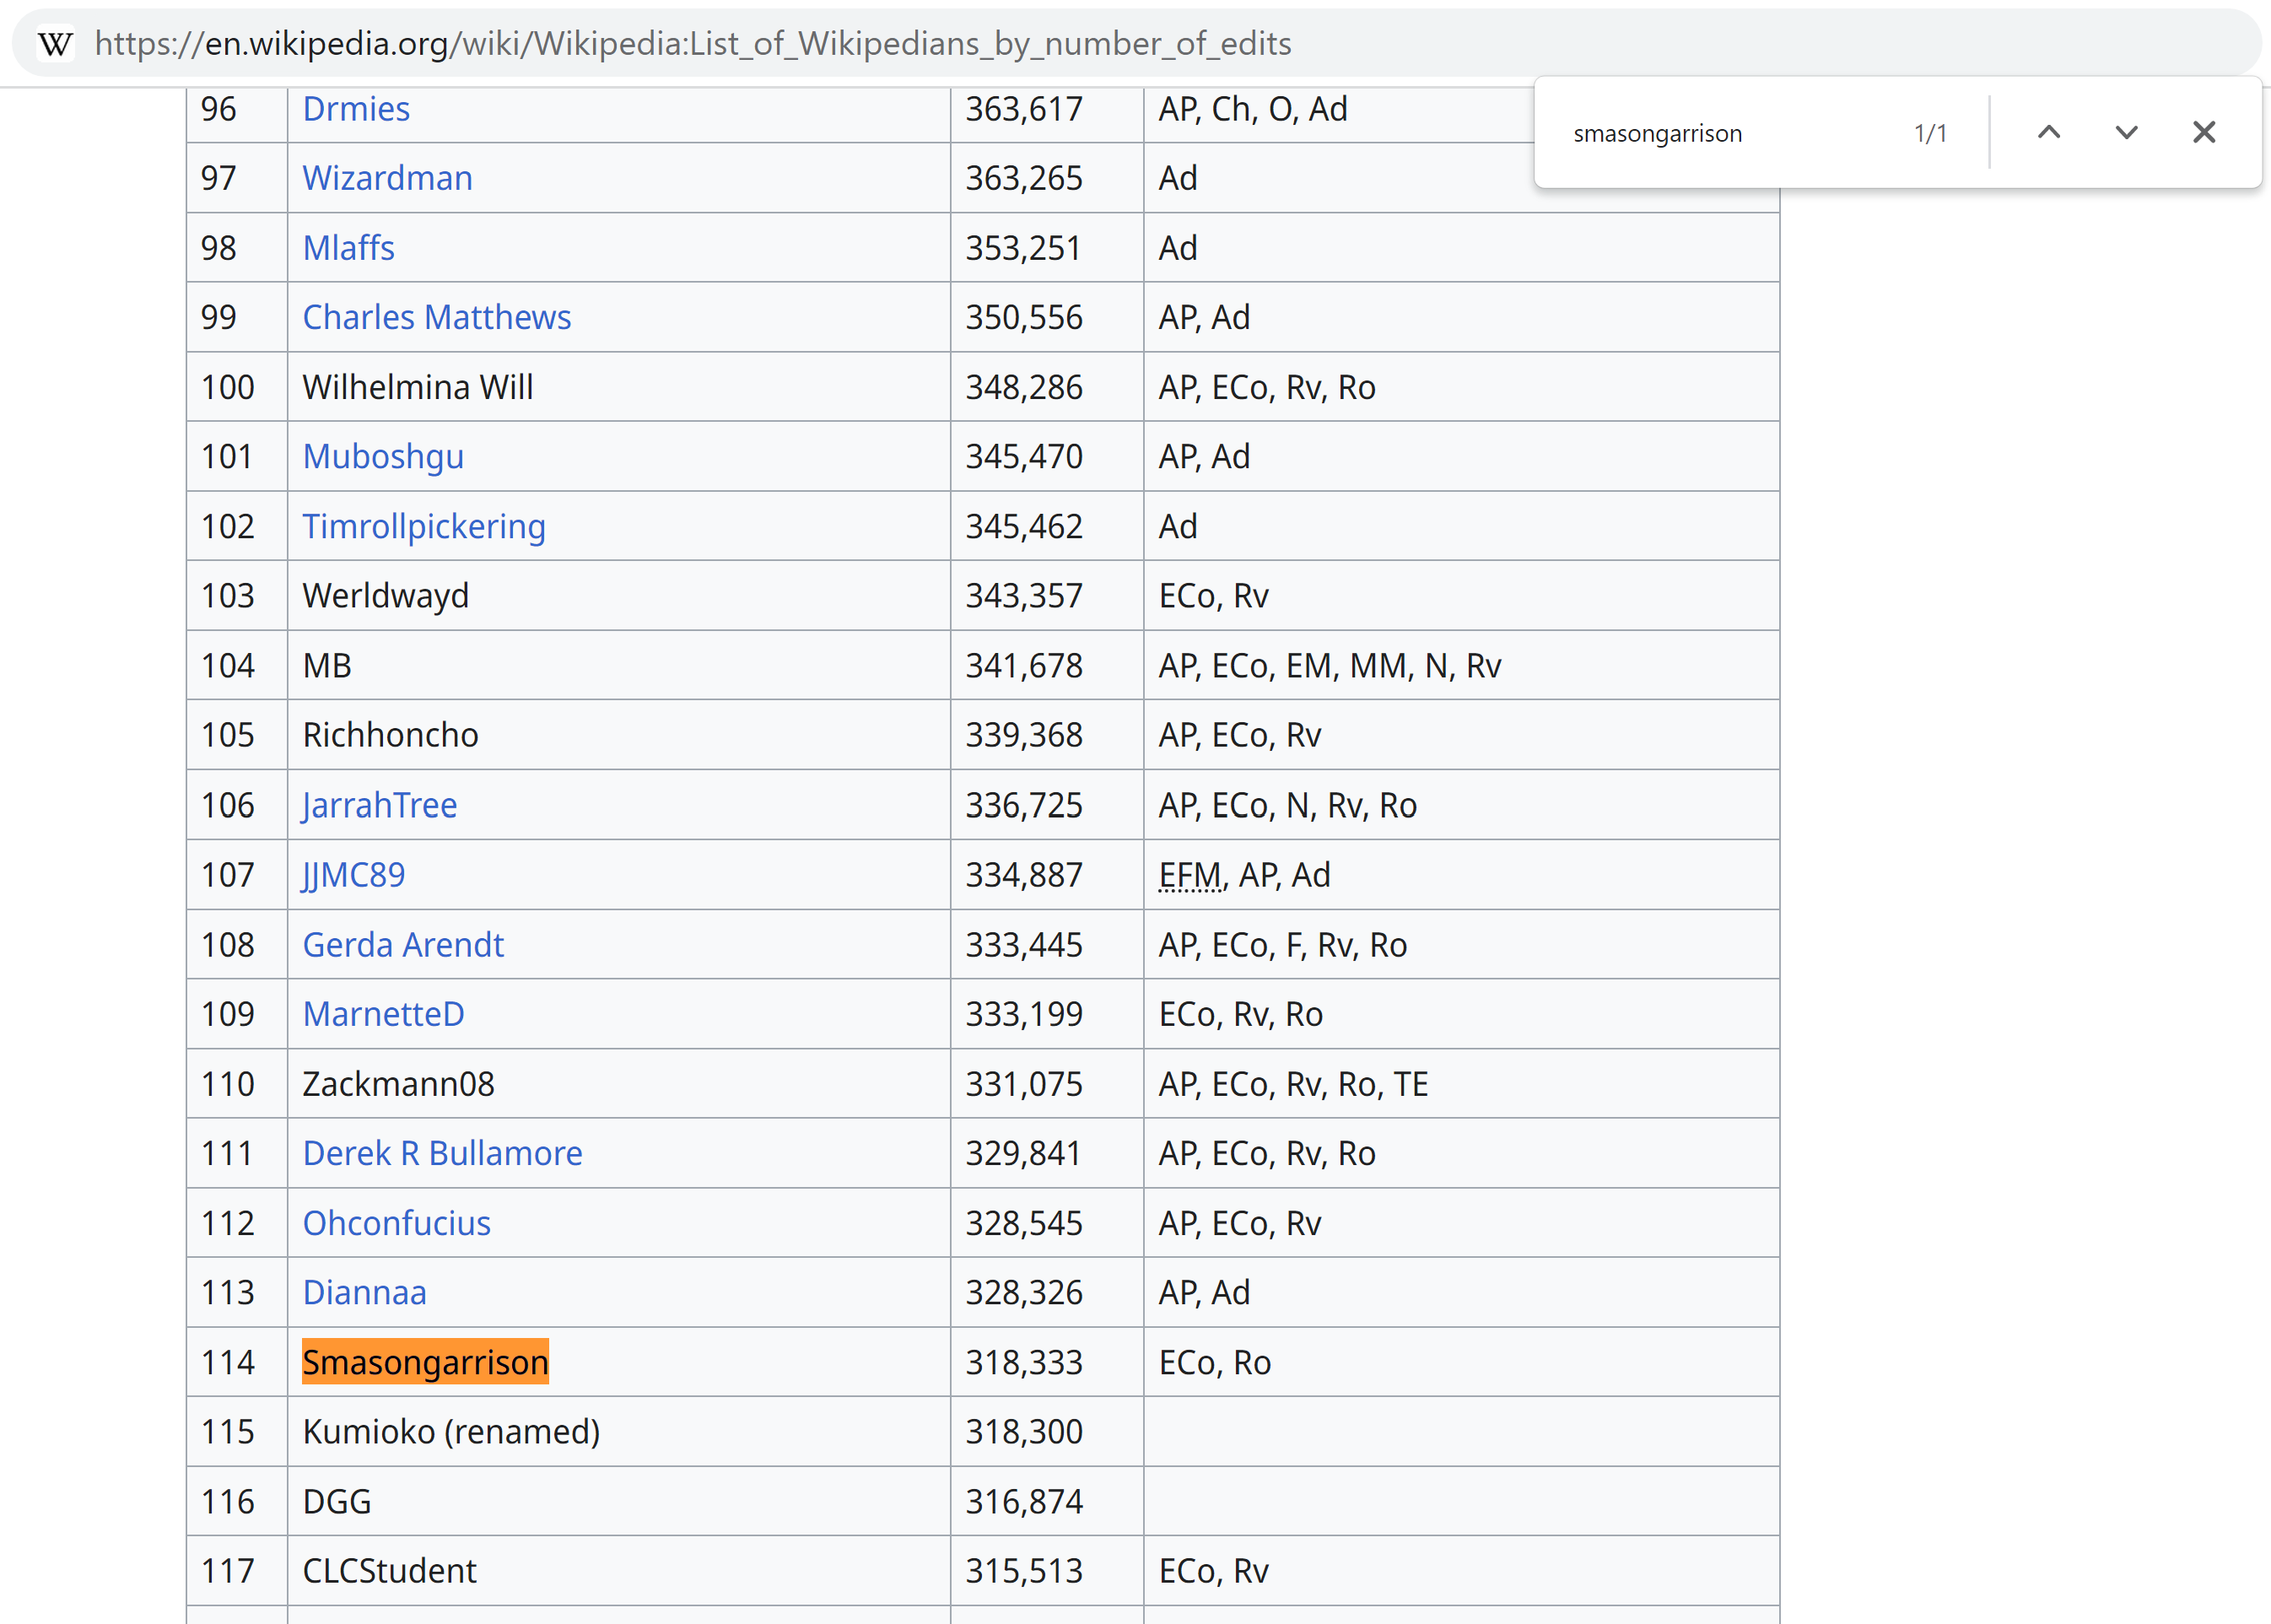 W https://en.wikipedia.org/wiki/Wikipedia:List_of_Wikipedians_by_number_of_edits
smasongarrison 1/1
96 Drmies 363,617 AP, Ch, O, Ad
97 Wizardman 363,265 Ad
98 Mlaffs 353,251 Ad
99 Charles Matthews 350,556 AP, Ad
100 Wilhelmina Will 348,286 AP, ECo, Rv, Ro
101 Muboshgu 345,470 AP, Ad
102 Timrollpickering 345,462 Ad
103 Werldwayd 343,357 ECo, Rv
104 MB 341,678 AP, ECo, EM, MM, N, Rv
105 Richhoncho 339,368 AP, ECo, Rv
106 JarrahTree 336,725 AP, ECo, N, Rv, Ro
107 JJMC89 334,887 EFM, AP, Ad
108 Gerda Arendt 333,445 AP, ECo, F, Rv, Ro
109 MarnetteD 333,199 ECo, Rv, Ro
110 Zackmann08 331,075 AP, ECo, Rv, Ro, TE
111 Derek R Bullamore 329,841 AP, ECo, Rv, Ro
112 Ohconfucius 328,545 AP, ECo, Rv
113 Diannaa 328,326 AP, Ad
114 Smasongarrison 318,333 ECo, Ro
115 Kumioko (renamed) 318,300
116 DGG 316,874
117 CLCStudent 315,513 ECo, Rv